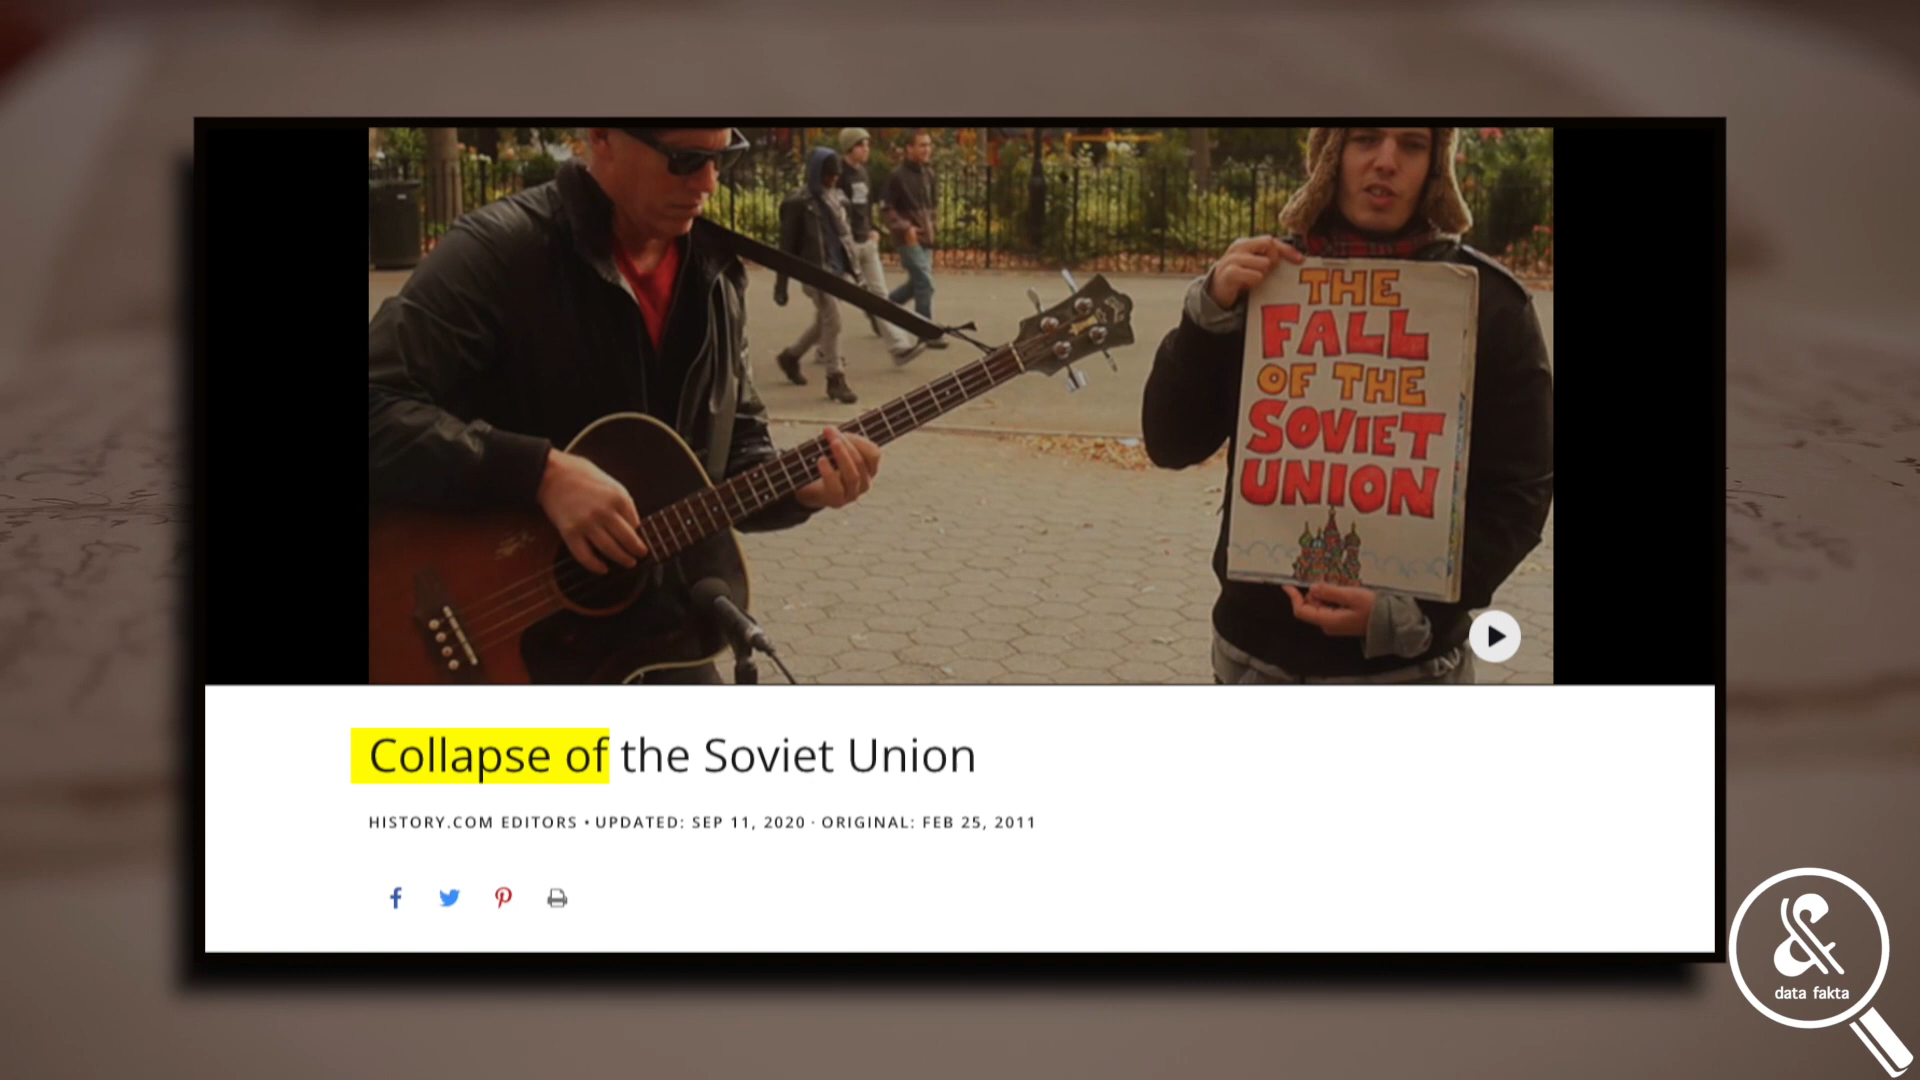 THE
FALL
OF THE
SOVIET
UNION
Collapse of the Soviet Union
HISTORY.COM EDITORS • UPDATED: SEP 11, 2020 · ORIGINAL: FEB 25, 2011
&
data fakta